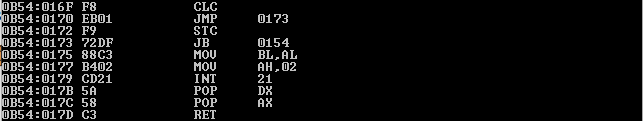 0B54:016F F8 CLC
0B54:0170 EB01 JMP 0173
0B54:0172 F9 STC
0B54:0173 72DF JB 0154
0B54:0175 88C3 MOV BL,AL
0B54:0177 B402 MOV AH,02
0B54:0179 CD21 INT 21
0B54:017B 5A POP DX
0B54:017C 58 POP AX
0B54:017D C3 RET